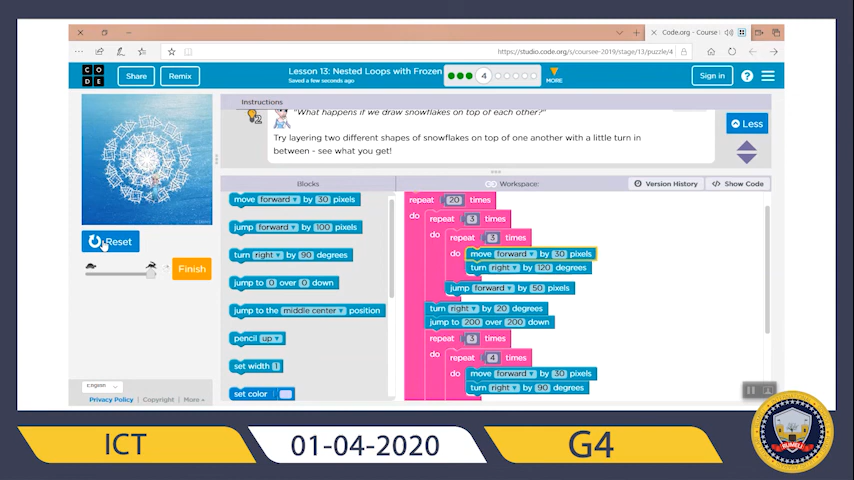 Code.org - Course
https://studio.code.org/s/coursee-2019/stage/13/puzzle/4
CO
DE
Share
Remix
Lesson 13: Nested Loops with Frozen
Saved a few seconds ago
4
MORE
Sign in
?
Instructions
"What happens if we draw snowflakes on top of each other?"
2
Try layering two different shapes of snowflakes on top of one another with a little turn in
between - see what you get!
Less
Blocks
Workspace:
Version History
</> Show Code
move forward by 30 pixels
jump forward by 100 pixels
turn right by 90 degrees
jump to 0 over 0 down
jump to the middle center position
pencil up
set width 1
set color
repeat 20 times
do
repeat 3 times
do
repeat 3 times
do
move forward by 30 pixels
turn right by 120 degrees
jump forward by 50 pixels
turn right by 20 degrees
jump to 200 over 200 down
repeat 3 times
do
repeat 4 times
do
move forward by 30 pixels
turn right by 90 degrees
Reset
Finish
English
Privacy Policy | Copyright | More
ICT
01-04-2020
G4